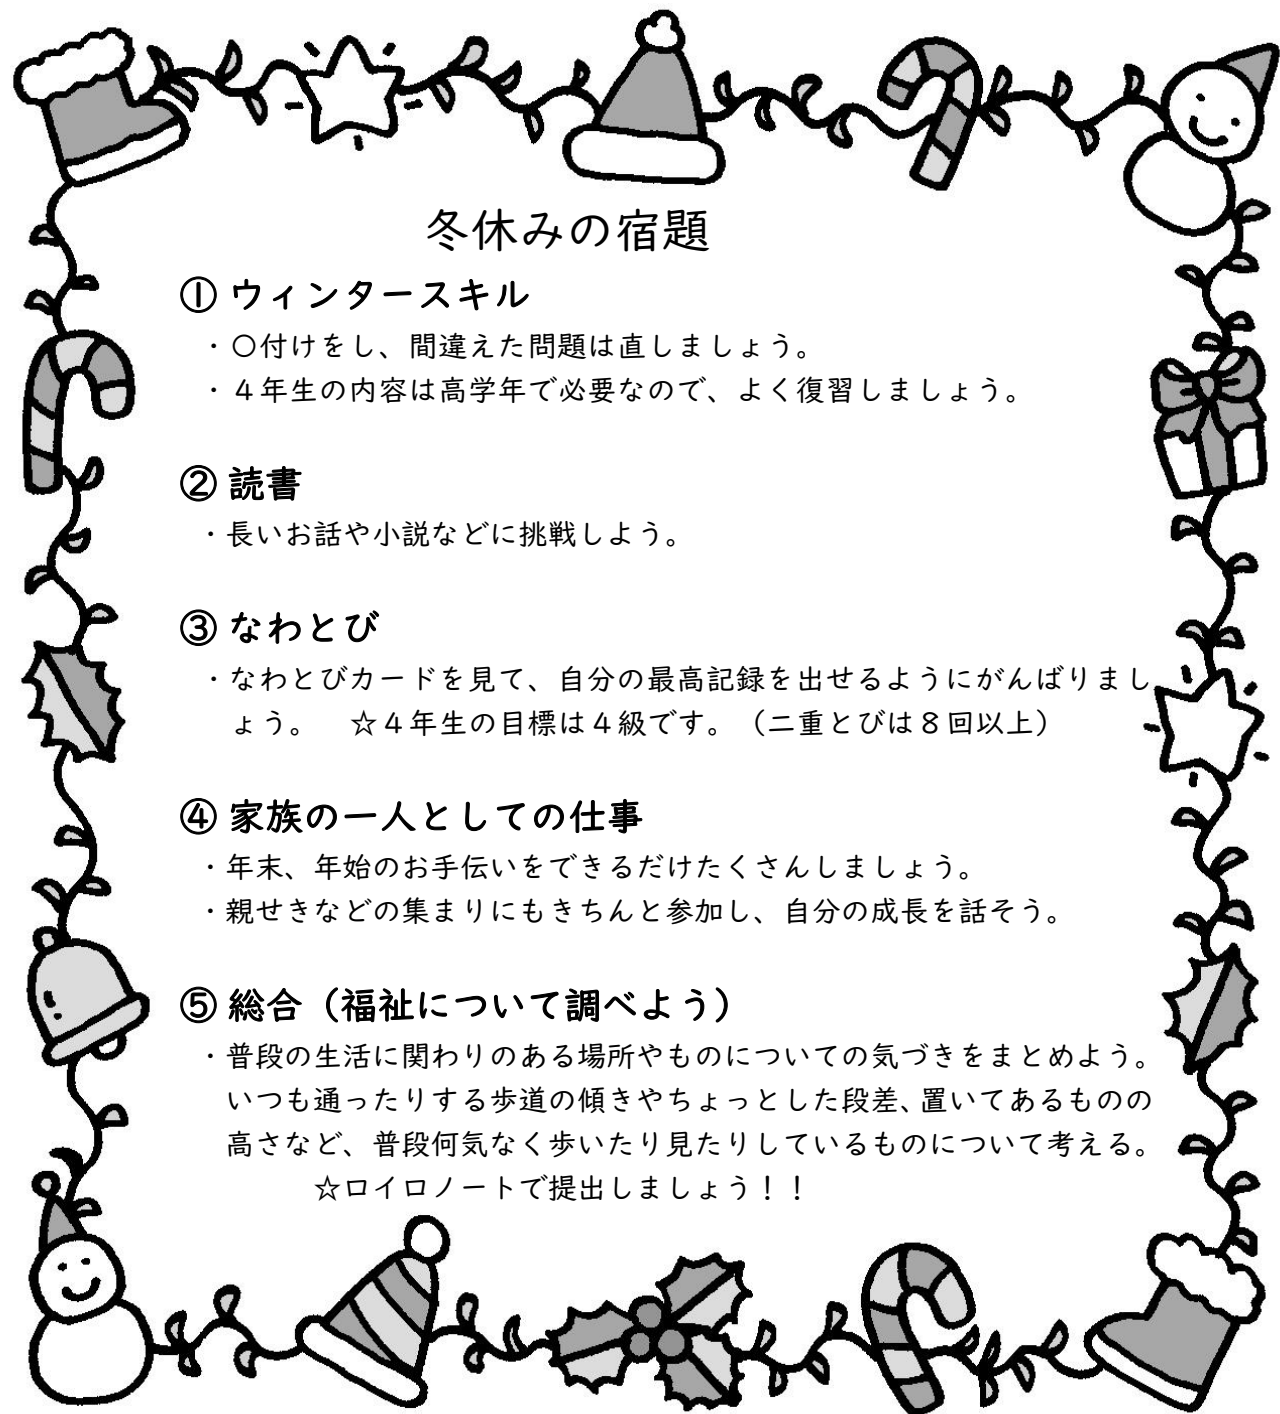 冬休みの宿題
① ウィンタースキル
・〇付けをし、間違えた問題は直しましょう。
・４年生の内容は高学年で必要なので、よく復習しましょう。
② 読書
・長いお話や小説などに挑戦しよう。
③ なわとび
・なわとびカードを見て、自分の最高記録を出せるようにがんばりまし
ょう。　☆４年生の目標は４級です。（二重とびは８回以上）
④ 家族の一人としての仕事
・年末、年始のお手伝いをできるだけたくさんしましょう。
・親せきなどの集まりにもきちんと参加し、自分の成長を話そう。
⑤ 総合（福祉について調べよう）
・普段の生活に関わりのある場所やものについての気づきをまとめよう。
いつも通ったりする歩道の傾きやちょっとした段差、置いてあるものの
高さなど、普段何気なく歩いたり見たりしているものについて考える。
☆ロイロノートで提出しましょう！！